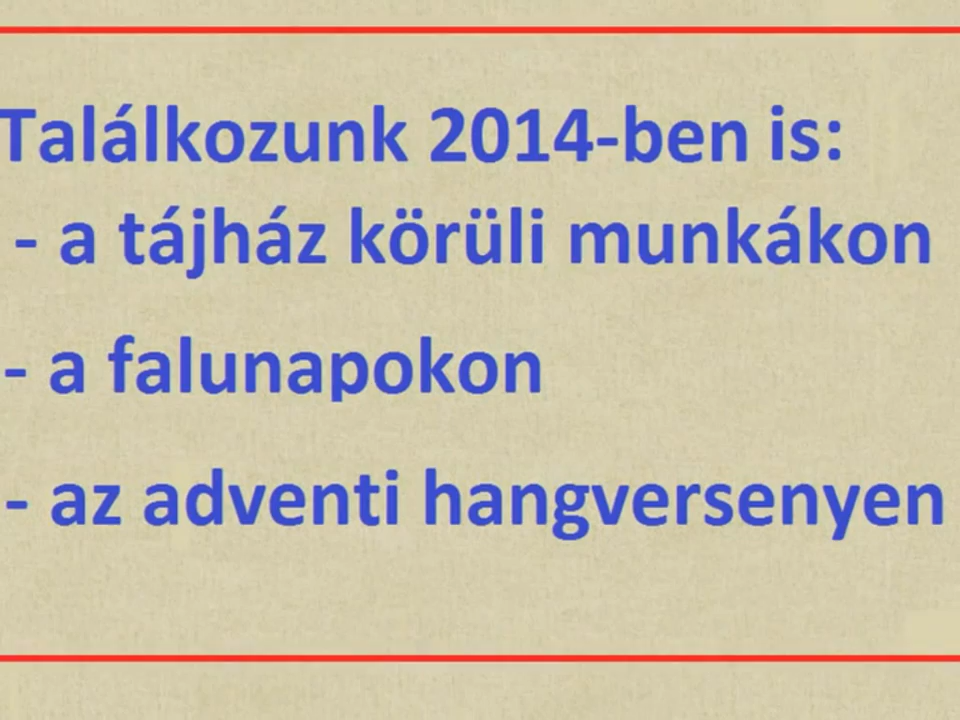 Találkozunk 2014-ben is:
- a tájház körüli munkákon
- a falunapokon
- az adventi hangversenyen